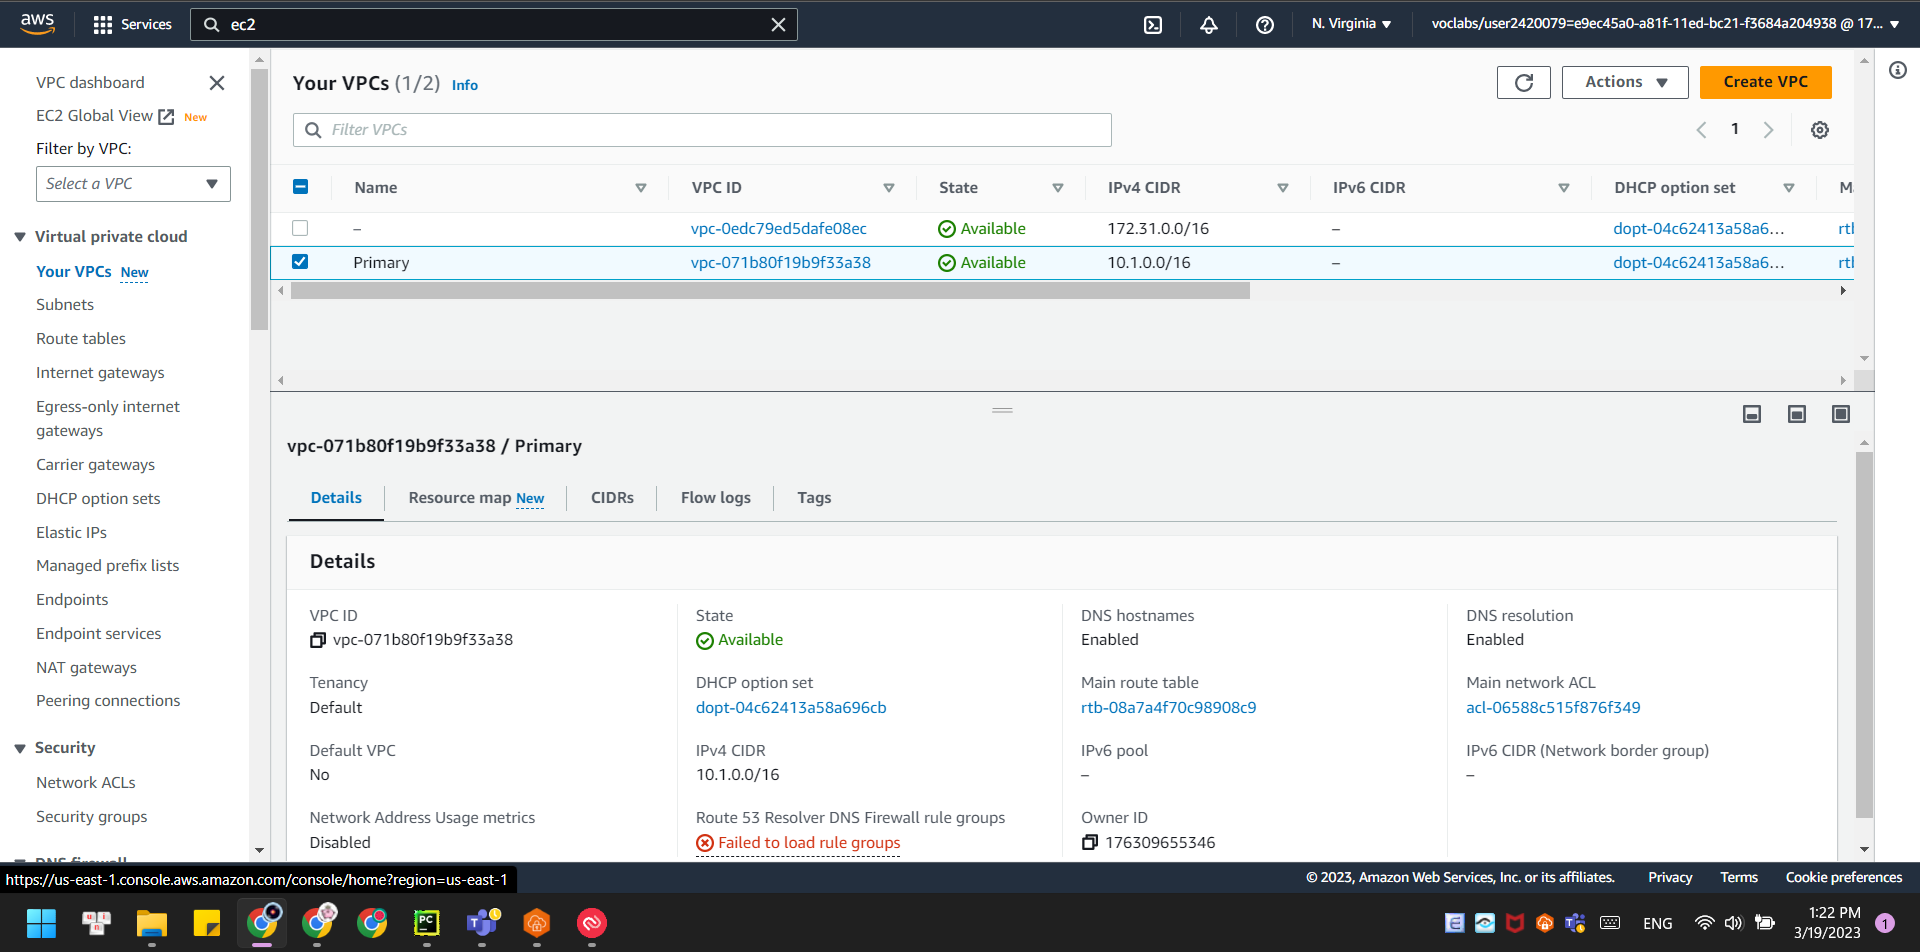 aws
Services
ec2
N. Virginia
voclabs/user2420079=e9ec45a0-a81f-11ed-bc21-f3684a204938 @ 17...
VPC dashboard
EC2 Global View New
Filter by VPC:
Select a VPC
Virtual private cloud
Your VPCs New
Subnets
Route tables
Internet gateways
Egress-only internet
gateways
Carrier gateways
DHCP option sets
Elastic IPs
Managed prefix lists
Endpoints
Endpoint services
NAT gateways
Peering connections
Security
Network ACLs
Security groups
DNS firewall
Your VPCs (1/2) Info
Actions
Create VPC
Filter VPCs
1
Name VPC ID State IPv4 CIDR IPv6 CIDR DHCP option set M
– vpc-0edc79ed5dafe08ec Available 172.31.0.0/16 – dopt-04c62413a58a6... rtb
Primary vpc-071b80f19b9f33a38 Available 10.1.0.0/16 – dopt-04c62413a58a6... rtb
vpc-071b80f19b9f33a38 / Primary
Details Resource map New CIDRs Flow logs Tags
Details
VPC ID State DNS hostnames DNS resolution
vpc-071b80f19b9f33a38 Available Enabled Enabled
Tenancy DHCP option set Main route table Main network ACL
Default dopt-04c62413a58a696cb rtb-08a7a4f70c98908c9 acl-06588c515f876f349
Default VPC IPv4 CIDR IPv6 pool IPv6 CIDR (Network border group)
No 10.1.0.0/16 – –
Network Address Usage metrics Route 53 Resolver DNS Firewall rule groups Owner ID
Disabled Failed to load rule groups 176309655346
https://us-east-1.console.aws.amazon.com/console/home?region=us-east-1
© 2023, Amazon Web Services, Inc. or its affiliates. Privacy Terms Cookie preferences
PC
ENG
1:22 PM
3/19/2023
1